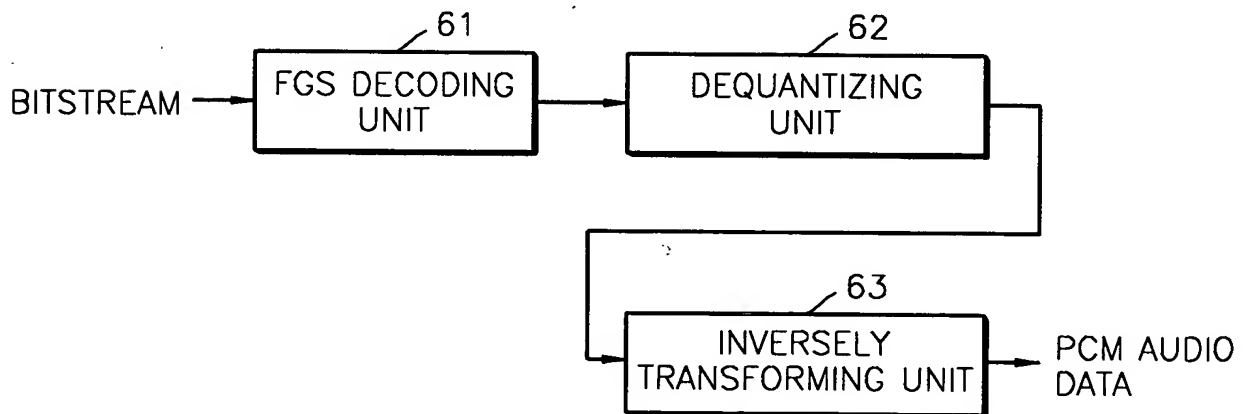 61
62
BITSTREAM
FGS DECODING
UNIT
DEQUANTIZING
UNIT
63
INVERSELY
TRANSFORMING UNIT
PCM AUDIO
DATA